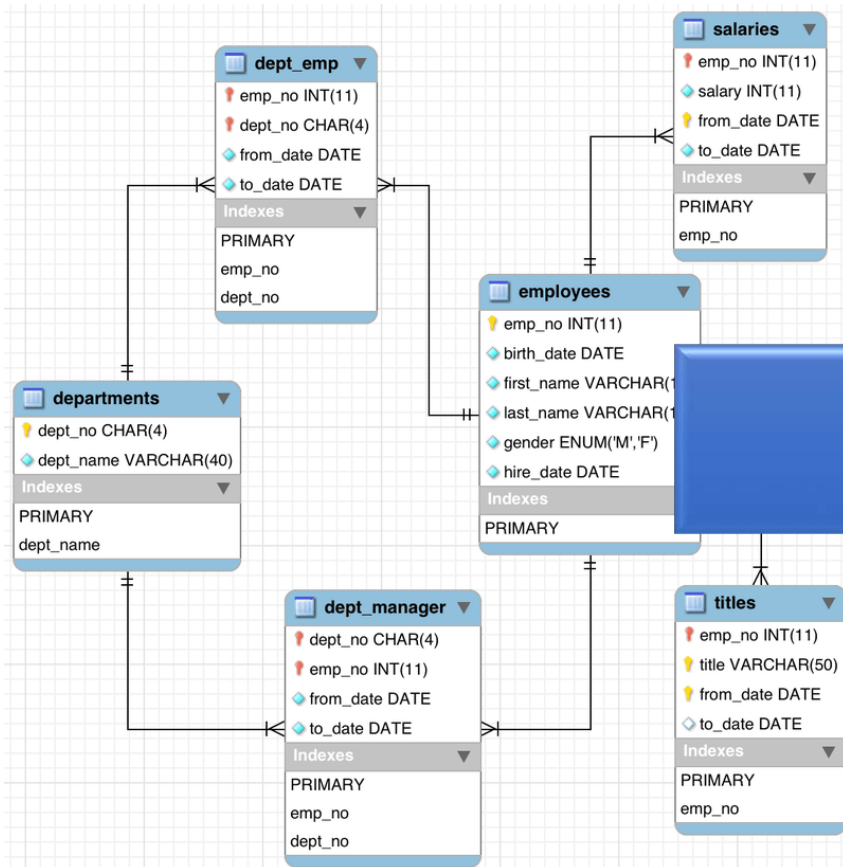 dept_emp
emp_no INT(11)
dept_no CHAR(4)
from_date DATE
to_date DATE
Indexes
PRIMARY
emp_no
dept_no
salaries
emp_no INT(11)
salary INT(11)
from_date DATE
to_date DATE
Indexes
PRIMARY
emp_no
employees
emp_no INT(11)
birth_date DATE
first_name VARCHAR(1
last_name VARCHAR(1
gender ENUM('M','F')
hire_date DATE
Indexes
PRIMARY
departments
dept_no CHAR(4)
dept_name VARCHAR(40)
Indexes
PRIMARY
dept_name
dept_manager
dept_no CHAR(4)
emp_no INT(11)
from_date DATE
to_date DATE
Indexes
PRIMARY
emp_no
dept_no
titles
emp_no INT(11)
title VARCHAR(50)
from_date DATE
to_date DATE
Indexes
PRIMARY
emp_no